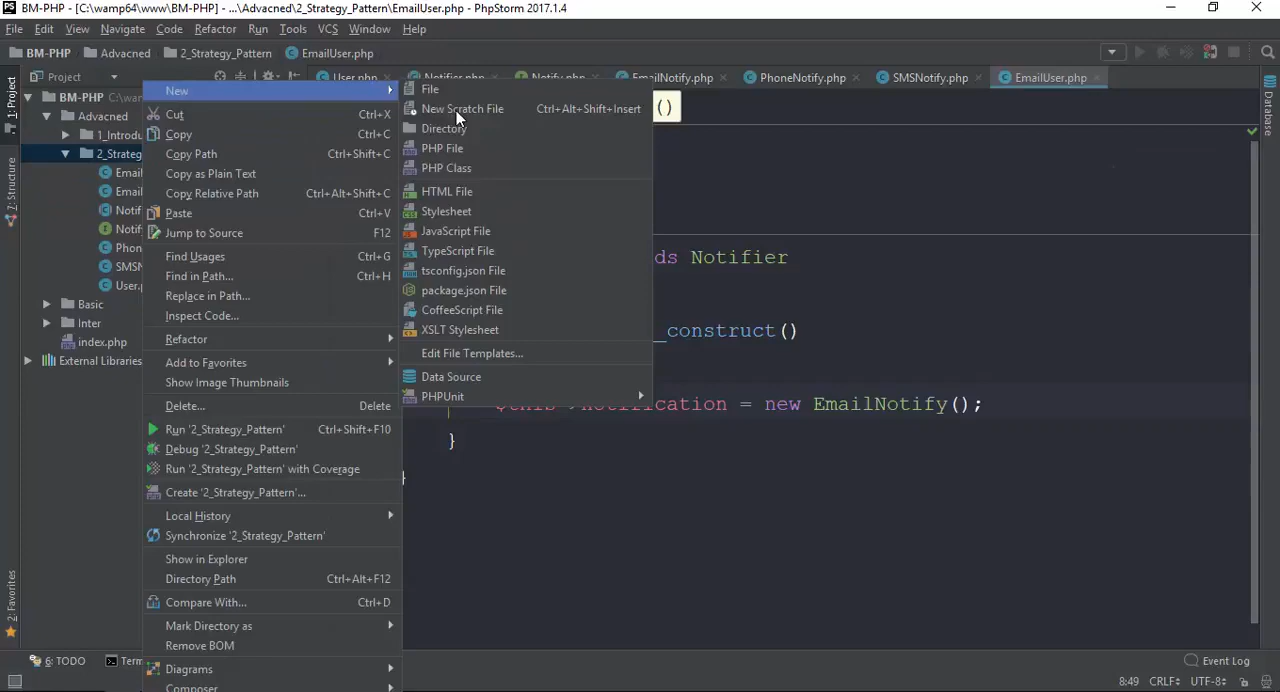 BM-PHP - [C:\wamp64\www\BM-PHP] - ...\Advacned\2_Strategy_Pattern\EmailUser.php - PhpStorm 2017.1.4
File Edit View Navigate Code Refactor Run Tools VCS Window Help
BM-PHP Advacned 2_Strategy_Pattern EmailUser.php
Project User.php Notifier.php Notify.php EmailNotify.php PhoneNotify.php SMSNotify.php EmailUser.php
1: Project
7: Structure
2: Favorites
Database
BM-PHP C:\wa
Advacned
1_Introdu
2_Strateg
Email
Email
Notif
Notif
Phon
SMSN
User.p
Basic
Inter
index.php
External Libraries
New
Cut Ctrl+X
Copy Ctrl+C
Copy Path Ctrl+Shift+C
Copy as Plain Text
Copy Relative Path Ctrl+Alt+Shift+C
Paste Ctrl+V
Jump to Source F12
Find Usages Ctrl+G
Find in Path... Ctrl+H
Replace in Path...
Inspect Code...
Refactor
Add to Favorites
Show Image Thumbnails
Delete... Delete
Run '2_Strategy_Pattern' Ctrl+Shift+F10
Debug '2_Strategy_Pattern'
Run '2_Strategy_Pattern' with Coverage
Create '2_Strategy_Pattern'...
Local History
Synchronize '2_Strategy_Pattern'
Show in Explorer
Directory Path Ctrl+Alt+F12
Compare With... Ctrl+D
Mark Directory as
Remove BOM
Diagrams
Composer
File
New Scratch File Ctrl+Alt+Shift+Insert
Directory
PHP File
PHP Class
HTML File
Stylesheet
JavaScript File
TypeScript File
tsconfig.json File
package.json File
CoffeeScript File
XSLT Stylesheet
Edit File Templates...
Data Source
PHPUnit
()
ds Notifier
_construct()
$this->notification = new EmailNotify();
}
}
6: TODO Term
Event Log
8:49 CRLF UTF-8